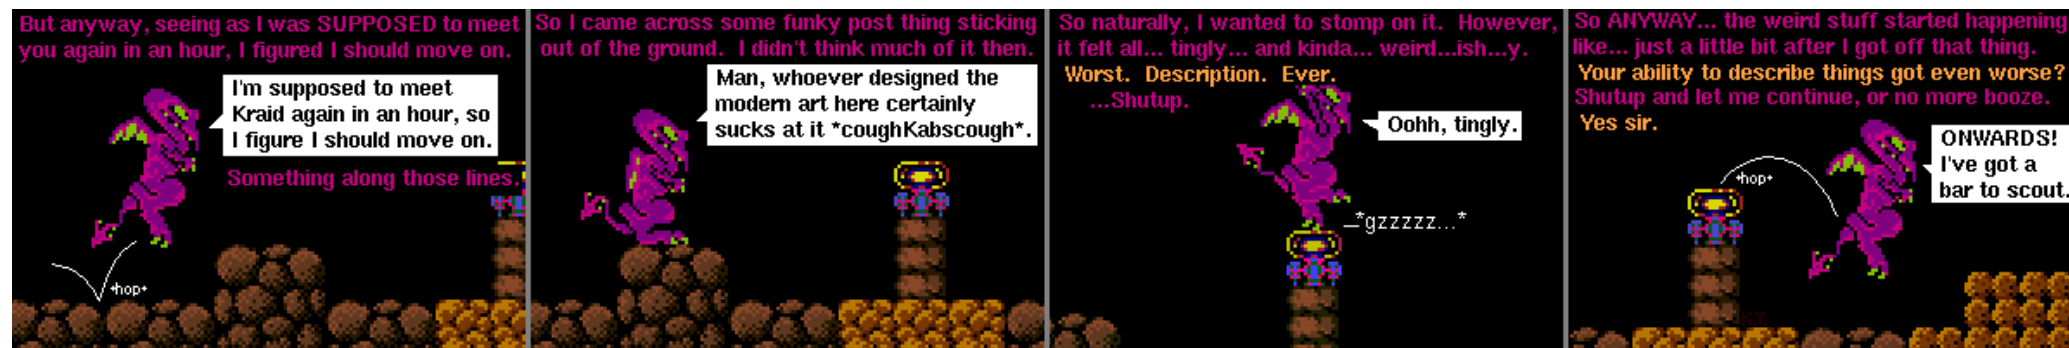 But anyway, seeing as I was SUPPOSED to meet
you again in an hour, I figured I should move on.
I'm supposed to meet
Kraid again in an hour, so
I figure I should move on.
Something along those lines.
*hop*
So I came across some funky post thing sticking
out of the ground. I didn't think much of it then.
Man, whoever designed the
modern art here certainly
sucks at it *coughKabscough*.
So naturally, I wanted to stomp on it. However,
it felt all... tingly... and kinda... weird...ish...y.
Worst. Description. Ever.
...Shutup.
Oohh, tingly.
*gzzzzz...*
So ANYWAY... the weird stuff started happening
like... just a little bit after I got off that thing.
Your ability to describe things got even worse?
Shutup and let me continue, or no more booze.
Yes sir.
ONWARDS!
I've got a
bar to scout.
*hop*